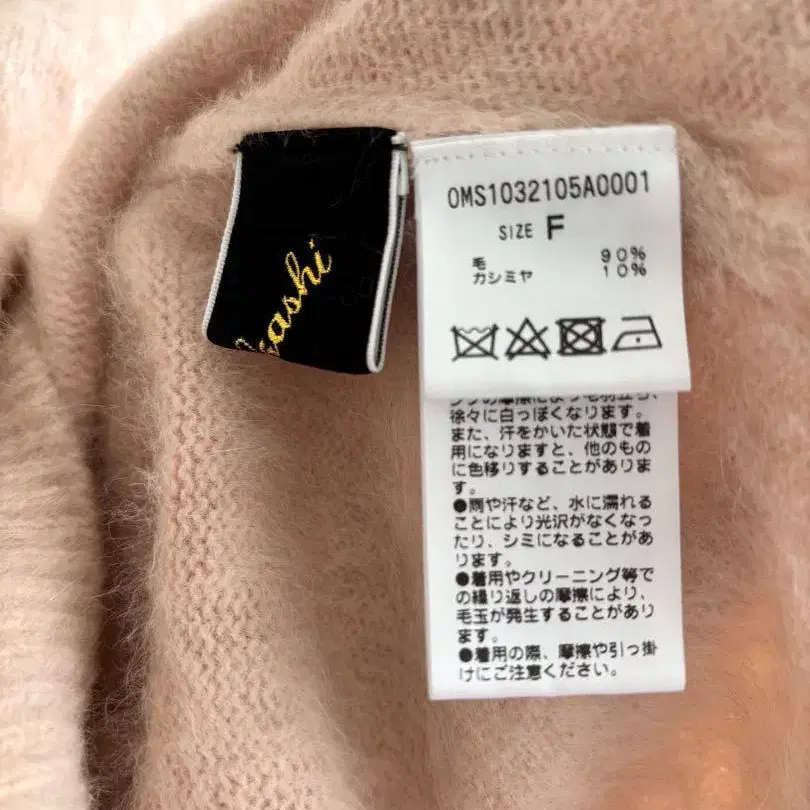 ashi
OMS1032105A0001
SIZE F
毛 90%
カシミヤ 10%
徐々に白っぽくなります。
また、汗をかいた状態で着
用になりますと、他のもの
に色移りすることがありま
す。
●雨や汗など、水に濡れる
ことにより光沢がなくなっ
たり、シミになることがあ
ります。
●着用やクリーニング等で
の繰り返しの摩擦により、
毛玉が発生することがあり
ます。
●着用の際、摩擦や引っ掛
けにご注意ください。